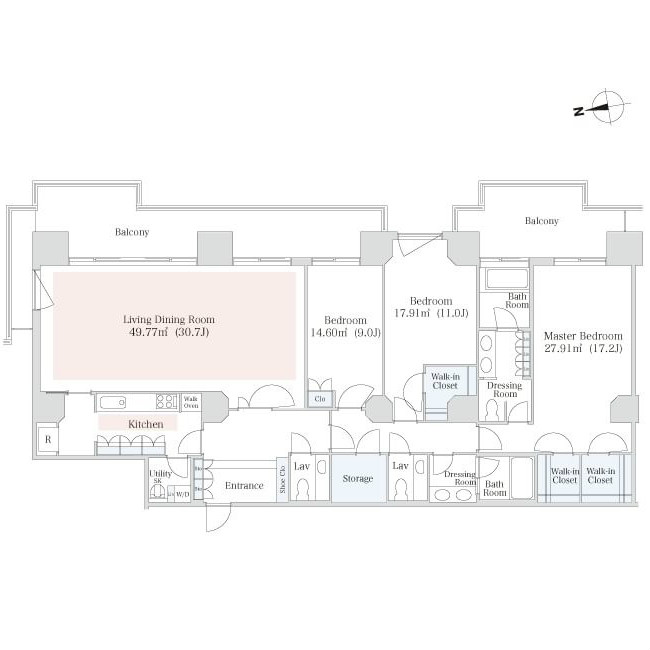 N
Balcony
Balcony
Living Dining Room
49.77㎡ (30.7J)
Bedroom
14.60㎡ (9.0J)
Bedroom
17.91㎡ (11.0J)
Bath
Room
Master Bedroom
27.91㎡ (17.2J)
Walk-in
Closet
Dressing
Room
Clo
Walk
Oven
Kitchen
R
Utility
SK
W/D
Entrance
Shoe Clo
Lav
Storage
Lav
Dressing
Room
Bath
Room
Walk-in
Closet
Walk-in
Closet